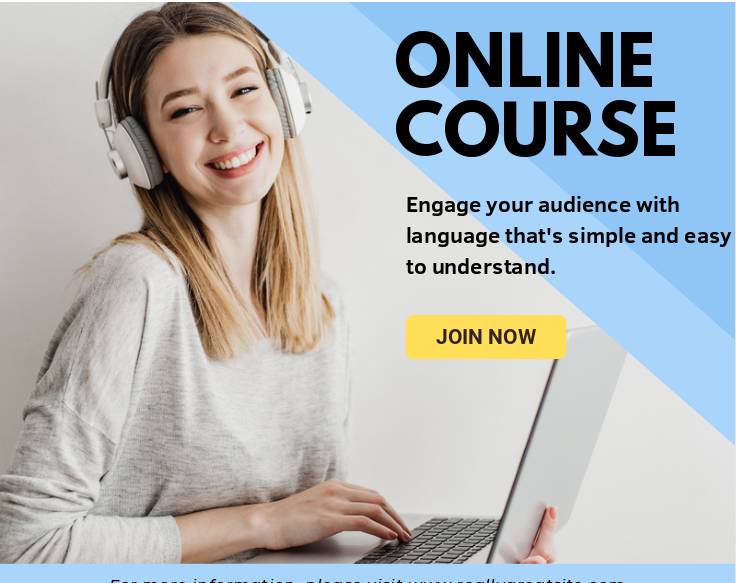 ONLINE
COURSE
Engage your audience with
language that's simple and easy
to understand.
JOIN NOW
For more information, please visit www.reallygreatsite.com